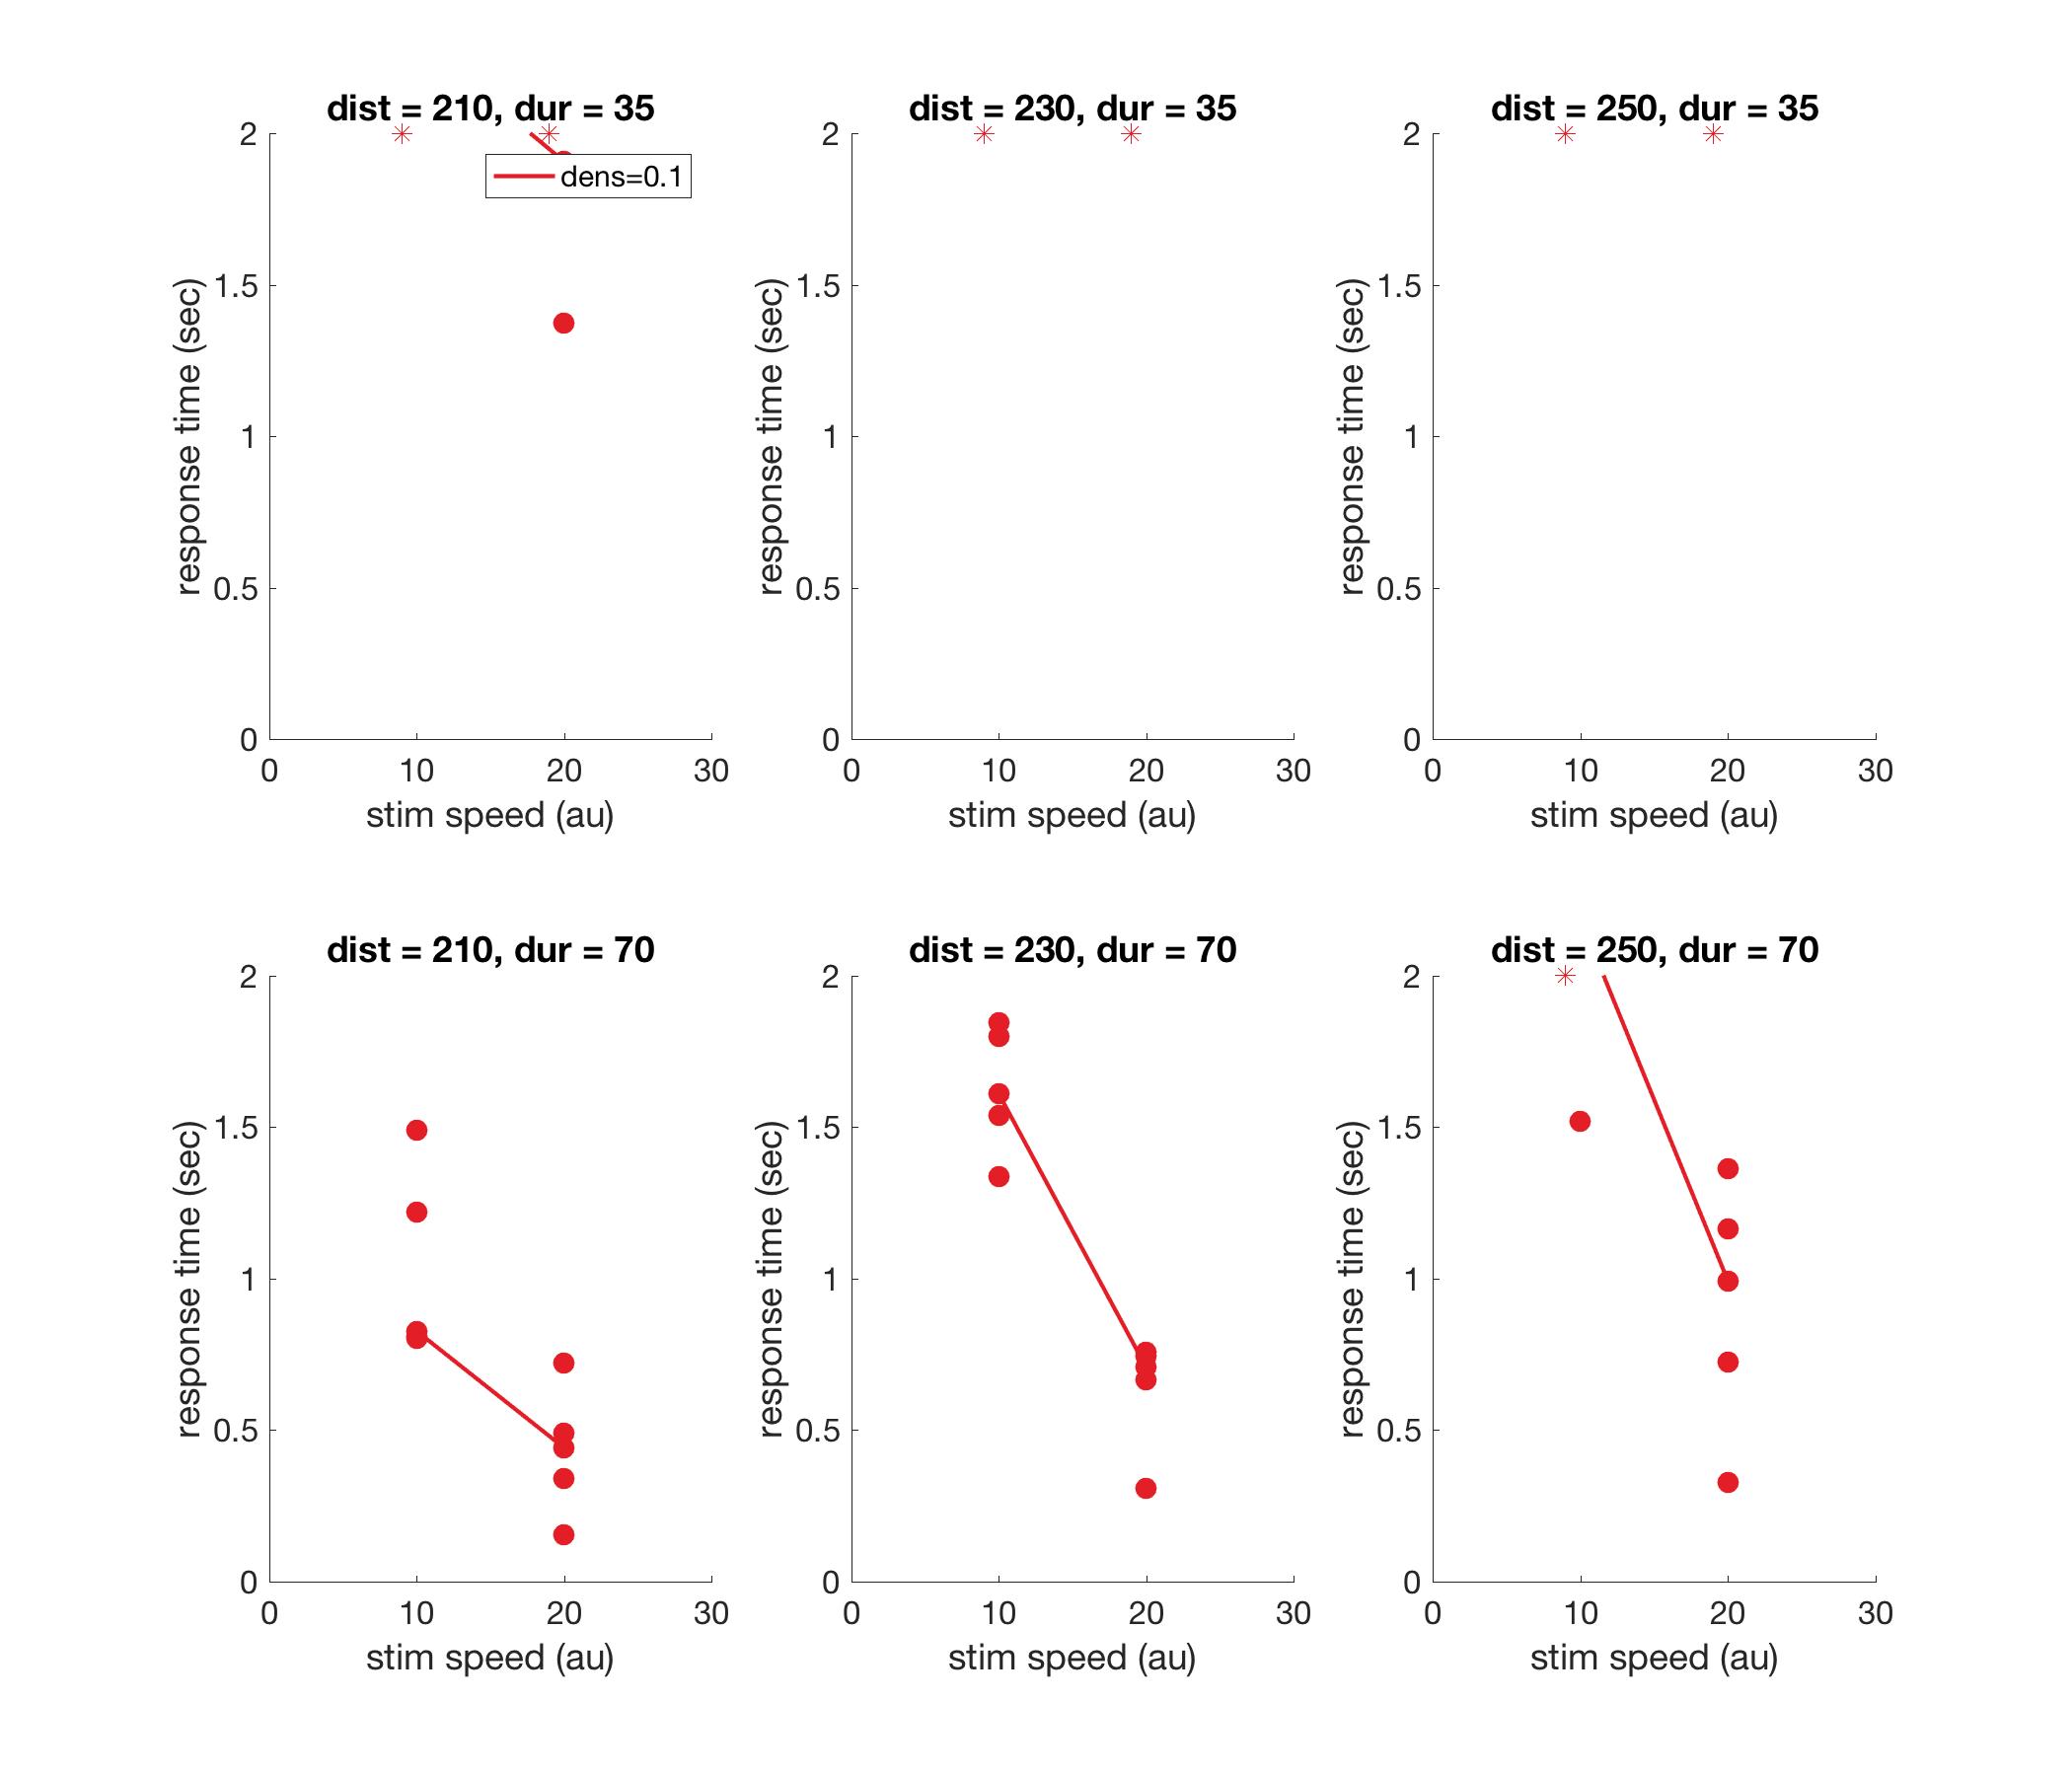 dist = 210, dur = 35
dist = 230, dur = 35
dist = 250, dur = 35
dens=0.1
2
1.5
1
0.5
0
response time (sec)
0 10 20 30
stim speed (au)
2
1.5
1
0.5
0
response time (sec)
0 10 20 30
stim speed (au)
2
1.5
1
0.5
0
response time (sec)
0 10 20 30
stim speed (au)
dist = 210, dur = 70
dist = 230, dur = 70
dist = 250, dur = 70
2
1.5
1
0.5
0
response time (sec)
0 10 20 30
stim speed (au)
2
1.5
1
0.5
0
response time (sec)
0 10 20 30
stim speed (au)
2
1.5
1
0.5
0
response time (sec)
0 10 20 30
stim speed (au)